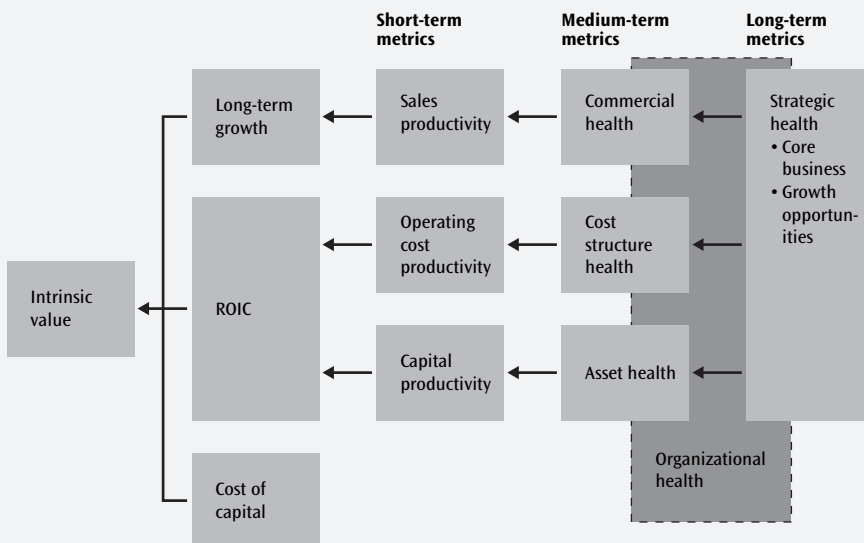 Short-term
metrics
Medium-term
metrics
Long-term
metrics
Long-term
growth
Sales
productivity
Commercial
health
Strategic
health
• Core
business
• Growth
opportun-
ities
Operating
cost
productivity
Cost
structure
health
Intrinsic
value
ROIC
Capital
productivity
Asset health
Organizational
health
Cost of
capital